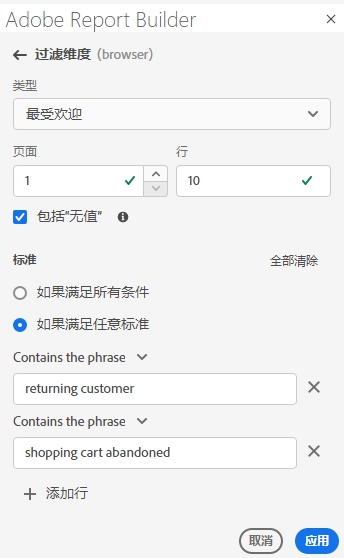 Adobe Report Builder
过滤维度 (browser)
类型
最受欢迎
页面 行
1 10
包括“无值”
标准 全部清除
如果满足所有条件
如果满足任意标准
Contains the phrase
returning customer
Contains the phrase
shopping cart abandoned
添加行
取消 应用